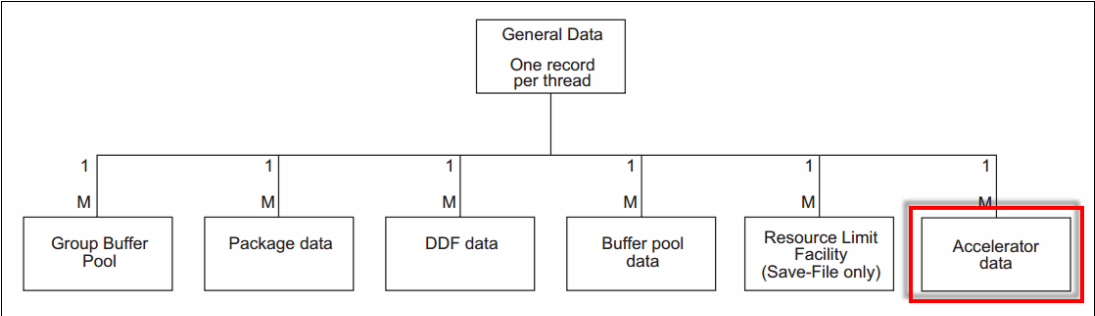 General Data
One record
per thread
1 1 1 1 1 1
M M M M M M
Group Buffer
Pool
Package data
DDF data
Buffer pool
data
Resource Limit
Facility
(Save-File only)
Accelerator
data